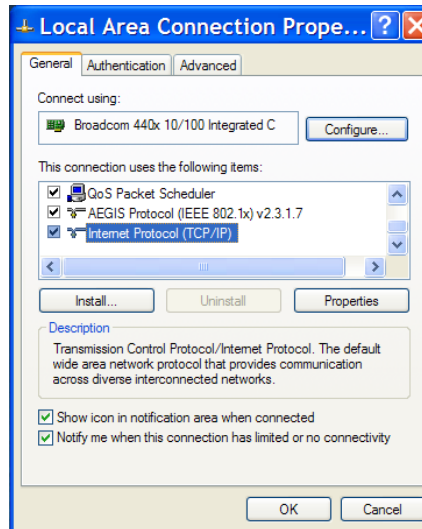 Local Area Connection Prope...
General
Authentication
Advanced
Connect using:
Broadcom 440x 10/100 Integrated C
Configure...
This connection uses the following items:
QoS Packet Scheduler
AEGIS Protocol (IEEE 802.1x) v2.3.1.7
Internet Protocol (TCP/IP)
Install...
Uninstall
Properties
Description
Transmission Control Protocol/Internet Protocol. The default
wide area network protocol that provides communication
across diverse interconnected networks.
Show icon in notification area when connected
Notify me when this connection has limited or no connectivity
OK
Cancel